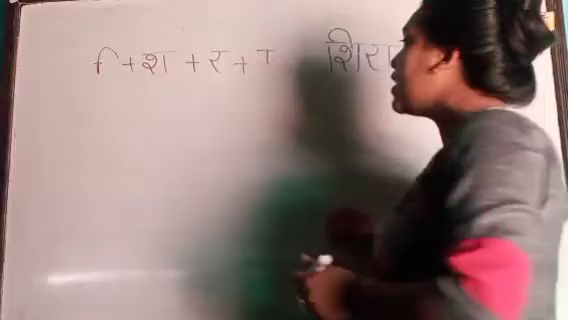 ि + श + र + ा शिरा